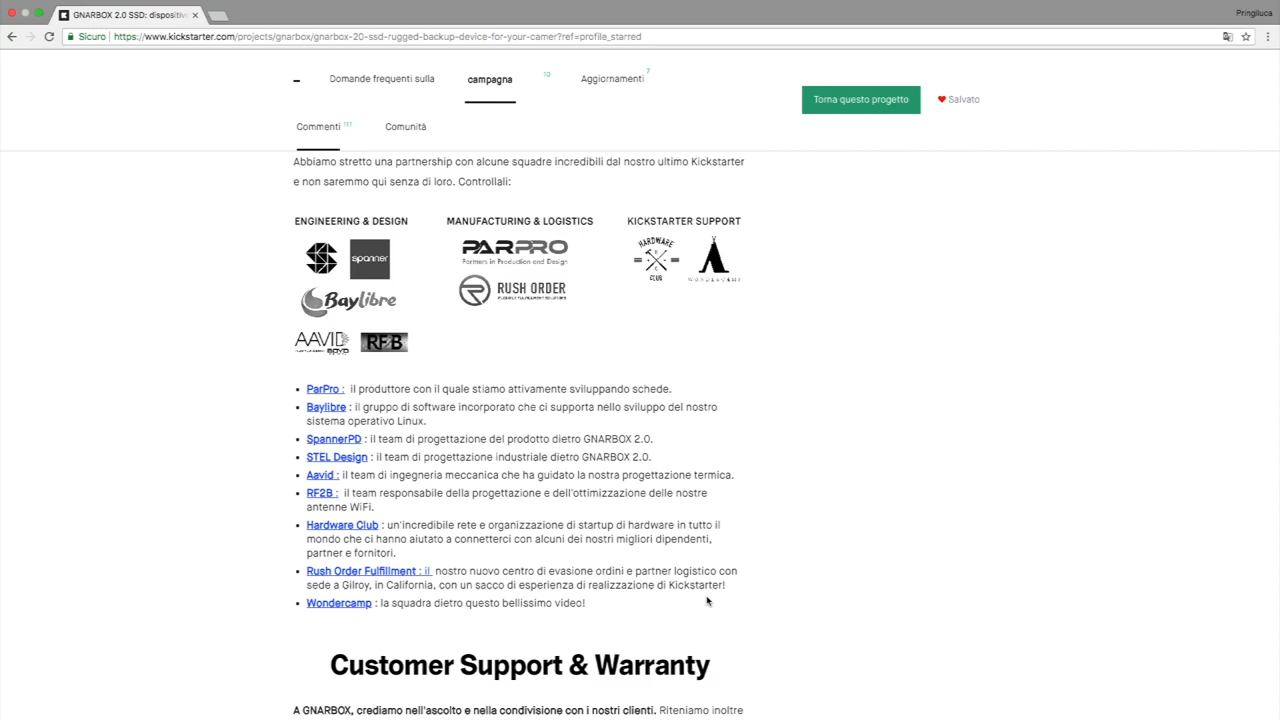 GNARBOX 2.0 SSD: dispositiv
Pringiluca
Sicuro | https://www.kickstarter.com/projects/gnarbox/gnarbox-20-ssd-rugged-backup-device-for-your-camer?ref=profile_starred
Domande frequenti sulla campagna 10 Aggiornamenti 7
Torna questo progetto Salvato
Commenti Comunità
Abbiamo stretto una partnership con alcune squadre incredibili dal nostro ultimo Kickstarter
e non saremmo qui senza di loro. Controllali:
ENGINEERING & DESIGN MANUFACTURING & LOGISTICS KICKSTARTER SUPPORT
spanner
PARPRO
Partners in Production and Design
HARDWARE
CLUB
Baylibre
RUSH ORDER
AAVID
RF2B
• ParPro : il produttore con il quale stiamo attivamente sviluppando schede.
• Baylibre : il gruppo di software incorporato che ci supporta nello sviluppo del nostro
sistema operativo Linux.
• SpannerPD : il team di progettazione del prodotto dietro GNARBOX 2.0.
• STEL Design : il team di progettazione industriale dietro GNARBOX 2.0.
• Aavid : il team di ingegneria meccanica che ha guidato la nostra progettazione termica.
• RF2B : il team responsabile della progettazione e dell'ottimizzazione delle nostre
antenne WiFi.
• Hardware Club : un'incredibile rete e organizzazione di startup di hardware in tutto il
mondo che ci hanno aiutato a connetterci con alcuni dei nostri migliori dipendenti,
partner e fornitori.
• Rush Order Fulfillment : il nostro nuovo centro di evasione ordini e partner logistico con
sede a Gilroy, in California, con un sacco di esperienza di realizzazione di Kickstarter!
• Wondercamp : la squadra dietro questo bellissimo video!
Customer Support & Warranty
A GNARBOX, crediamo nell'ascolto e nella condivisione con i nostri clienti. Riteniamo inoltre